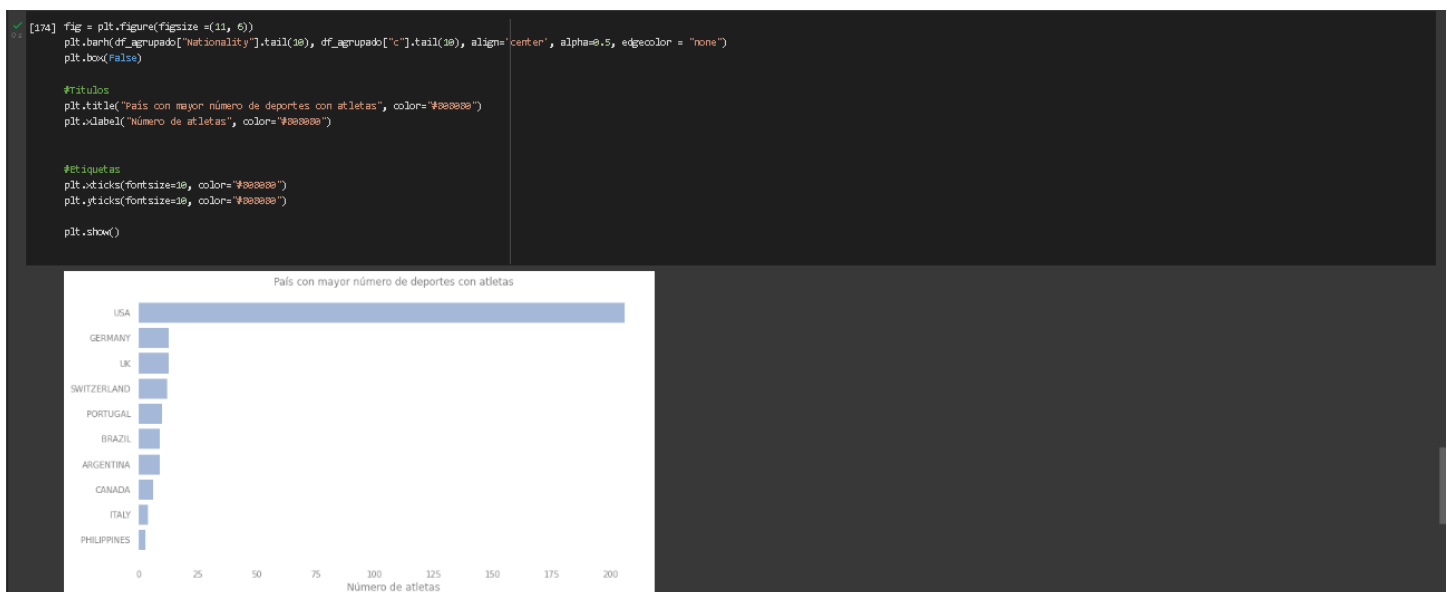 [174] fig = plt.figure(figsize =(11, 6))
plt.barh(df_agrupado["Nationality"].tail(10), df_agrupado["c"].tail(10), align='center', alpha=0.5, edgecolor = "none")
plt.box(False)
#Titulos
plt.title("País con mayor número de deportes con atletas", color="#808080")
plt.xlabel("Número de atletas", color="#808080")
#Etiquetas
plt.xticks(fontsize=10, color="#808080")
plt.yticks(fontsize=10, color="#808080")
plt.show()
País con mayor número de deportes con atletas
USA
GERMANY
UK
SWITZERLAND
PORTUGAL
BRAZIL
ARGENTINA
CANADA
ITALY
PHILIPPINES
0 25 50 75 100 125 150 175 200
Número de atletas